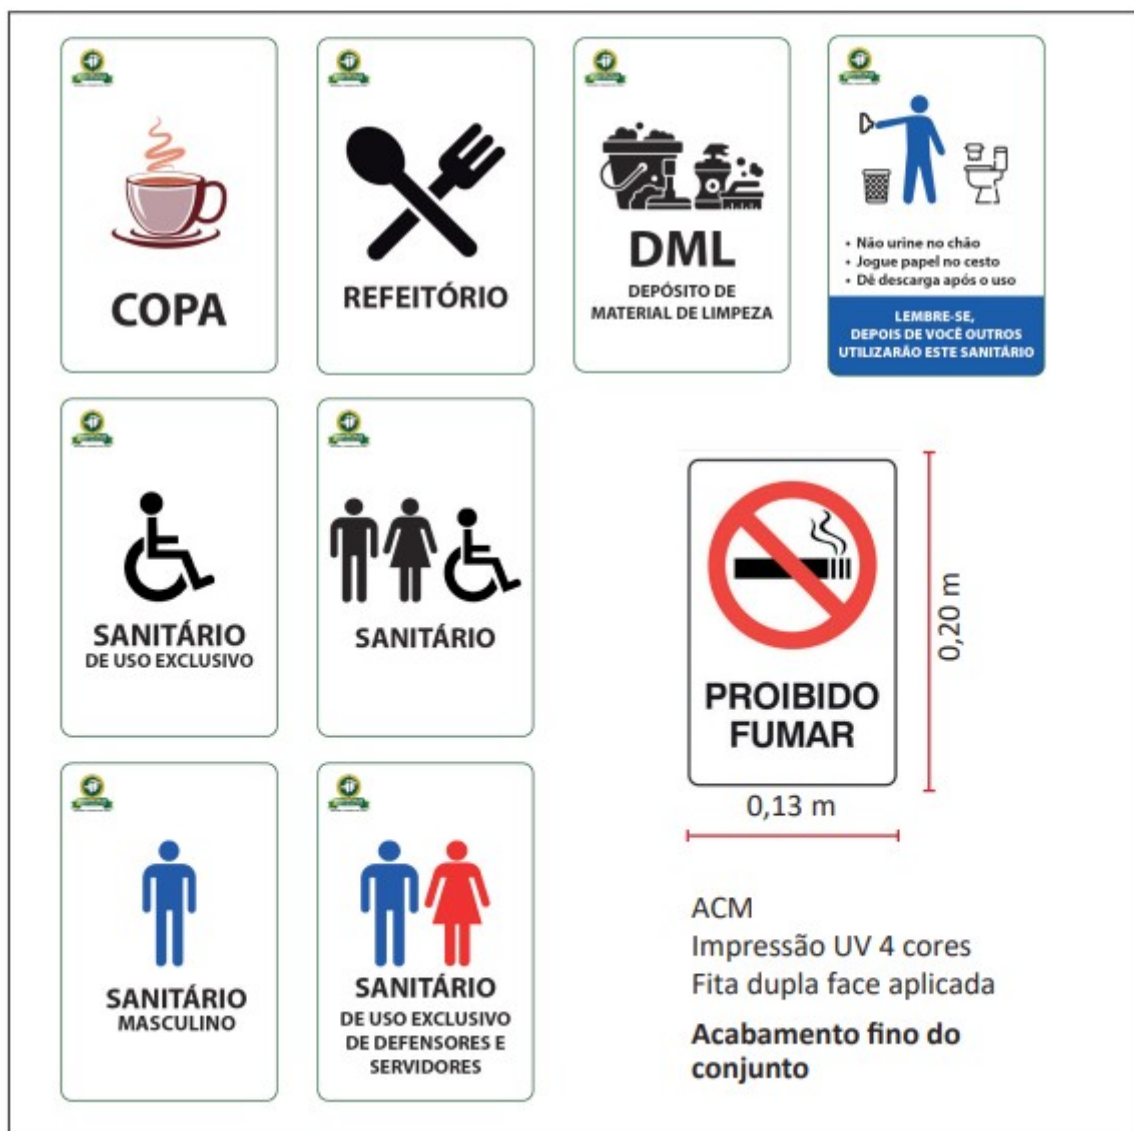 COPA
REFEITÓRIO
DML
DEPÓSITO DE
MATERIAL DE LIMPEZA
• Não urine no chão
• Jogue papel no cesto
• Dê descarga após o uso
LEMBRE-SE,
DEPOIS DE VOCÊ OUTROS
UTILIZARÃO ESTE SANITÁRIO
SANITÁRIO
DE USO EXCLUSIVO
SANITÁRIO
PROIBIDO
FUMAR
0,20 m
0,13 m
SANITÁRIO
MASCULINO
SANITÁRIO
DE USO EXCLUSIVO
DE DEFENSORES E
SERVIDORES
ACM
Impressão UV 4 cores
Fita dupla face aplicada
Acabamento fino do
conjunto